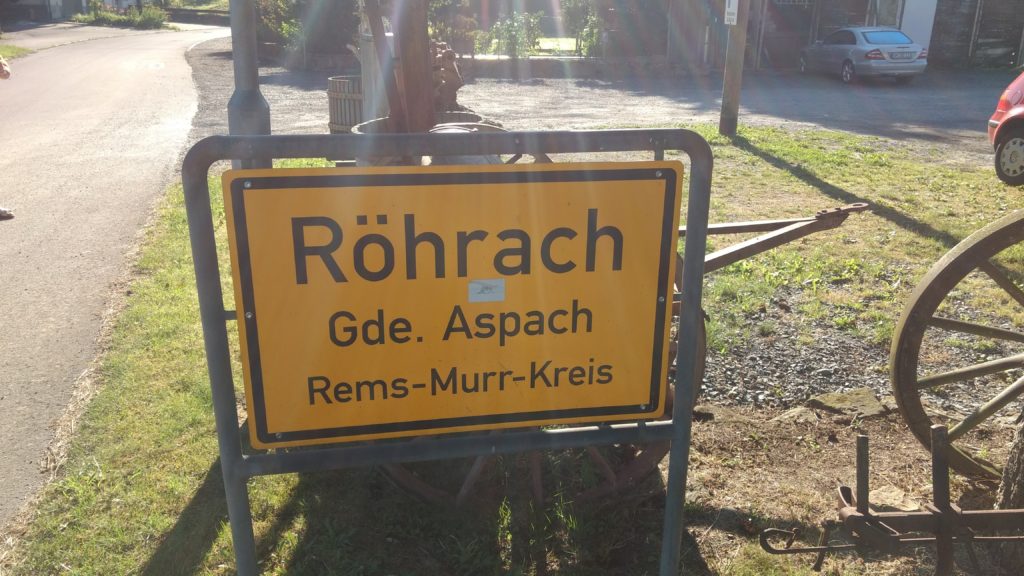 Röhrach
Gde. Aspach
Rems-Murr-Kreis